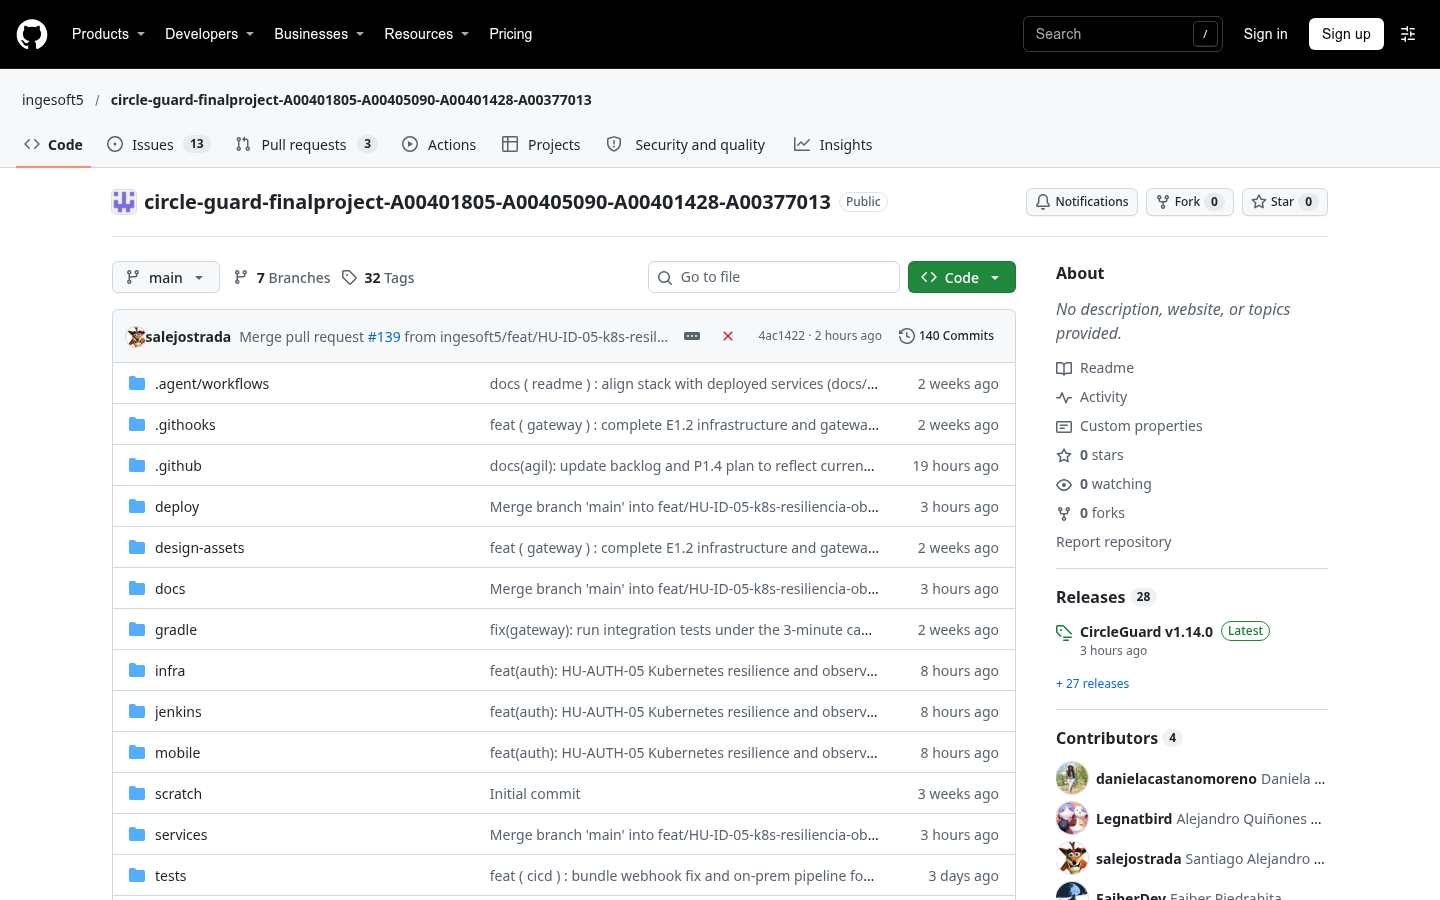 Products Developers Businesses Resources Pricing Search / Sign in Sign up
ingesoft5 / circle-guard-finalproject-A00401805-A00405090-A00401428-A00377013
Code Issues 13 Pull requests 3 Actions Projects Security and quality Insights
circle-guard-finalproject-A00401805-A00405090-A00401428-A00377013 Public Notifications Fork 0 Star 0
main 7 Branches 32 Tags Go to file Code
salejostrada Merge pull request #139 from ingesoft5/feat/HU-ID-05-k8s-resil... 4ac1422 · 2 hours ago 140 Commits
.agent/workflows docs ( readme ) : align stack with deployed services (docs/... 2 weeks ago
.githooks feat ( gateway ) : complete E1.2 infrastructure and gatewa... 2 weeks ago
.github docs(agil): update backlog and P1.4 plan to reflect curren... 19 hours ago
deploy Merge branch 'main' into feat/HU-ID-05-k8s-resiliencia-ob... 3 hours ago
design-assets feat ( gateway ) : complete E1.2 infrastructure and gatewa... 2 weeks ago
docs Merge branch 'main' into feat/HU-ID-05-k8s-resiliencia-ob... 3 hours ago
gradle fix(gateway): run integration tests under the 3-minute ca... 2 weeks ago
infra feat(auth): HU-AUTH-05 Kubernetes resilience and observ... 8 hours ago
jenkins feat(auth): HU-AUTH-05 Kubernetes resilience and observ... 8 hours ago
mobile feat(auth): HU-AUTH-05 Kubernetes resilience and observ... 8 hours ago
scratch Initial commit 3 weeks ago
services Merge branch 'main' into feat/HU-ID-05-k8s-resiliencia-ob... 3 hours ago
tests feat ( cicd ) : bundle webhook fix and on-prem pipeline fo... 3 days ago
About
No description, website, or topics
provided.
Readme
Activity
Custom properties
0 stars
0 watching
0 forks
Report repository
Releases 28
CircleGuard v1.14.0 Latest
3 hours ago
+ 27 releases
Contributors 4
danielacastanomoreno Daniela ...
Legnatbird Alejandro Quiñones ...
salejostrada Santiago Alejandro ...
FaiberDev Faiber Piedrahita